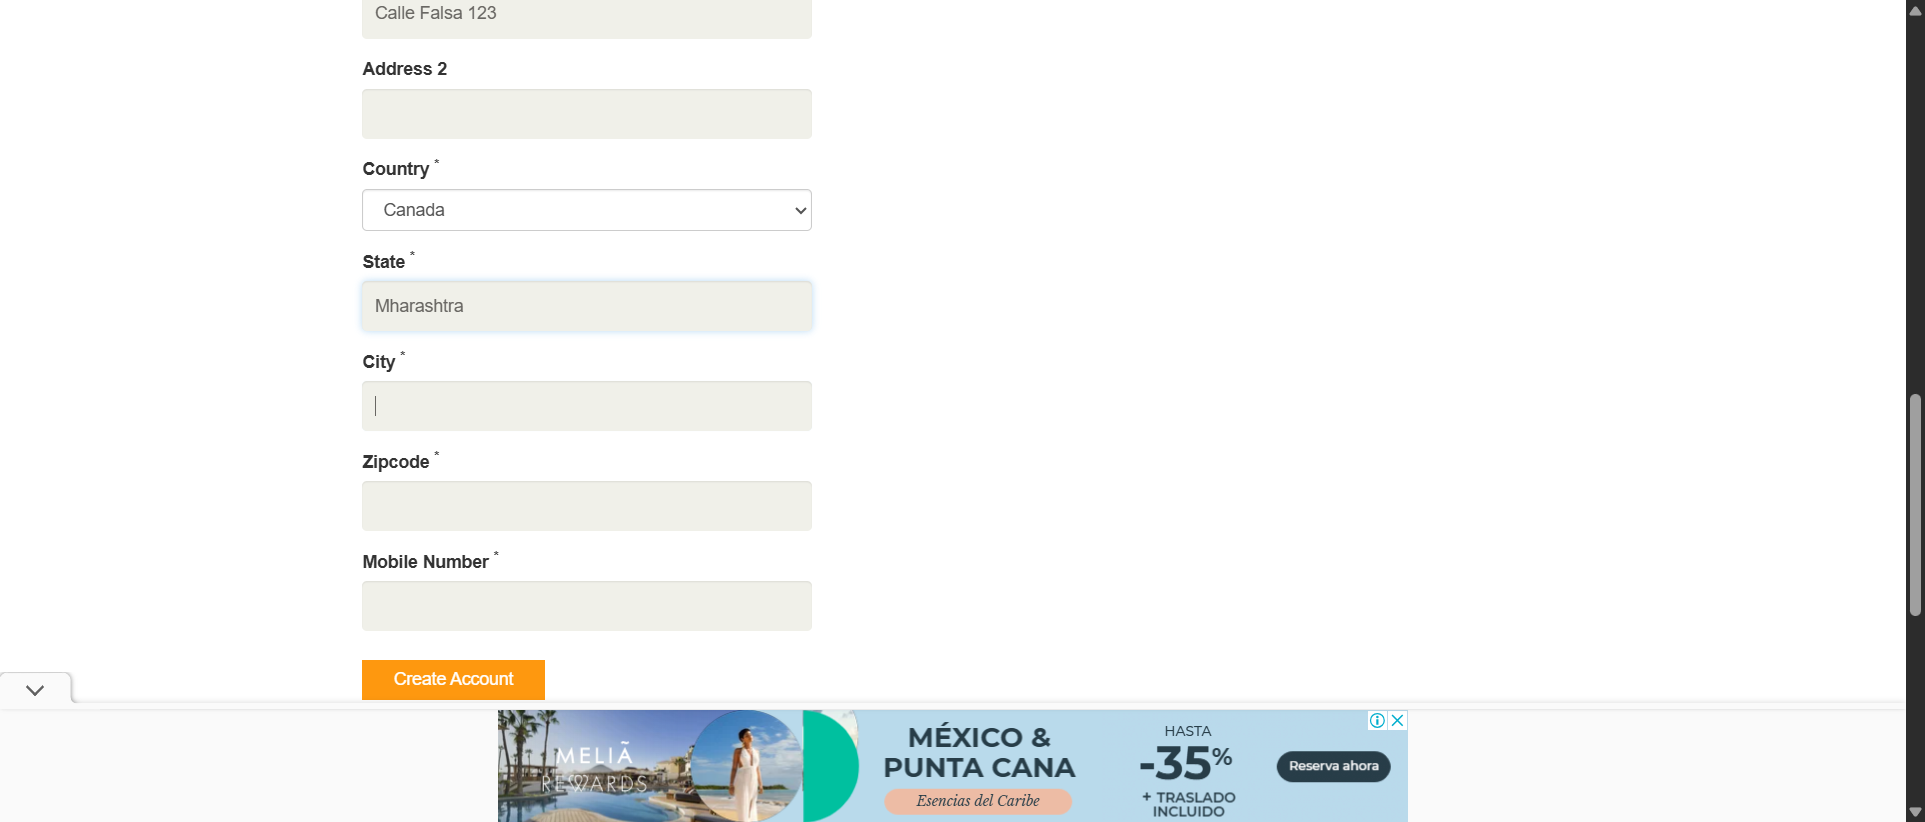 Calle Falsa 123
Address 2
Country *
Canada
State *
Mharashtra
City *
Zipcode *
Mobile Number *
Create Account
MELIÃ
REWARDS
MÉXICO &
PUNTA CANA
Esencias del Caribe
HASTA
-35%
+ TRASLADO
INCLUIDO
Reserva ahora